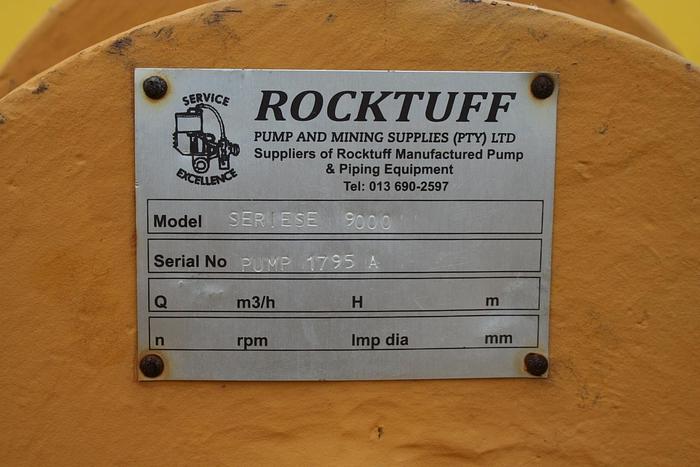 SERVICE
EXCELLENCE
ROCKTUFF
PUMP AND MINING SUPPLIES (PTY) LTD
Suppliers of Rocktuff Manufactured Pump
& Piping Equipment
Tel: 013 690-2597
Model SERIESE 9000
Serial No PUMP 1795 A
Q m3/h H m
n rpm Imp dia mm